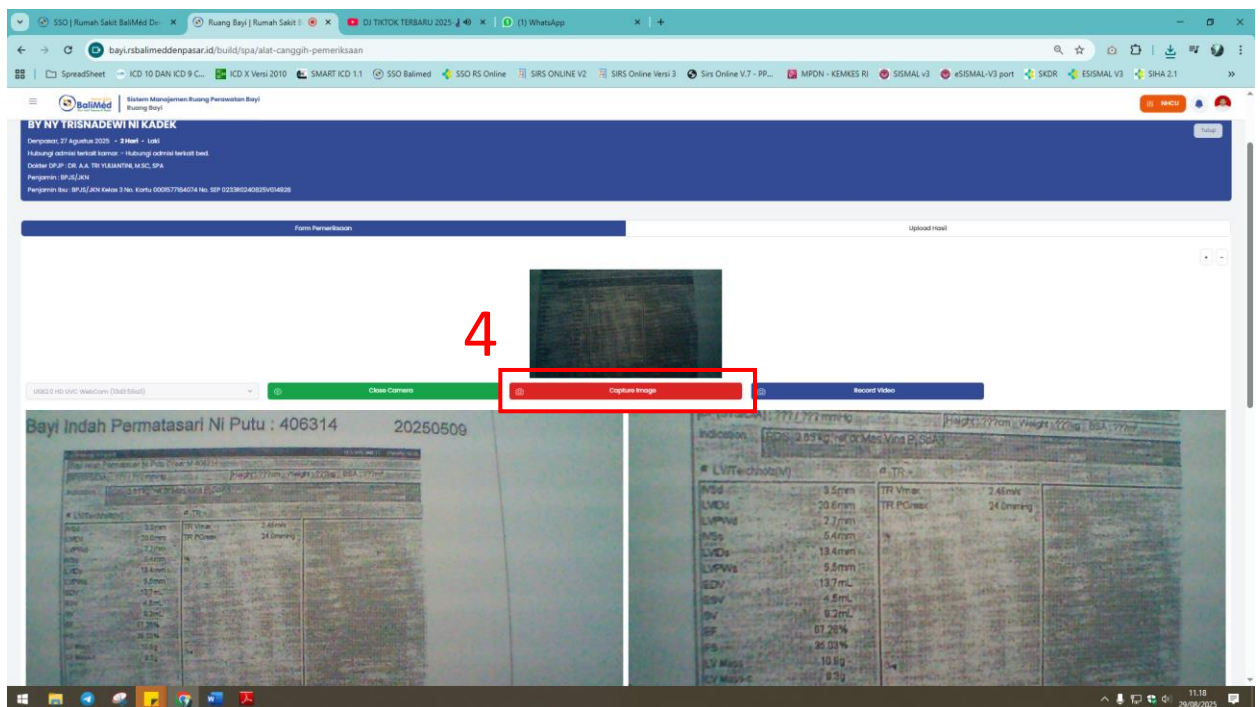 SSO | Rumah Sakit BaliMéd De
Ruang Bayi | Rumah Sakit
DJ TIKTOK TERBARU 2025
(1) WhatsApp
bayi.rsbalimeddenpasar.id/build/spa/alat-canggih-pemeriksaan
SpreadSheet
ICD 10 DAN ICD 9 C...
ICD X Versi 2010
SMART ICD 1.1
SSO Balimed
SSO RS Online
SIRS ONLINE V2
SIRS Online Versi 3
Sirs Online V.7 - PP...
MPDN - KEMKES RI
SISMAL v3
eSISMAL-V3 port
SKDR
ESISMAL V3
SIHA 2.1
BaliMéd
Sistem Manajemen Ruang Perawatan Bayi
Ruang Bayi
NHCU
BY NY TRISNADEWI NI KADEK
Tutup
Denpasar, 27 Agustus 2025 • 2 Hari • Laki
Hubungi admisi terkait kamar. - Hubungi admisi terkait bed.
Dokter DPJP : DR. A.A. TRI YULIANTINI, M.SC, SPA
Penjamin : BPJS/JKN
Penjamin Ibu : BPJS/JKN Kelas 3 No. Kartu 0001577184074 No. SEP
Form Pemeriksaan
Upload Hasil
4
USB2.0 HD UVC WebCam
Close Camera
Capture Image
Record Video
Bayi Indah Permatasari Ni Putu : 406314 20250509
Indication
TR
TR Vmax 2.45m/s
TR PGmax 24.0mmHg
IVSd 3.5mm
LVIDd 20.6mm
LVPWd 2.7mm
IVSs 5.4mm
LVIDs 13.4mm
LVPWs 5.5mm
EDV 13.7mL
ESV 4.5mL
SV 9.2mL
EF 67.26%
FS 35.03%
LV Mass 10.8g
11.18
29/08/2025